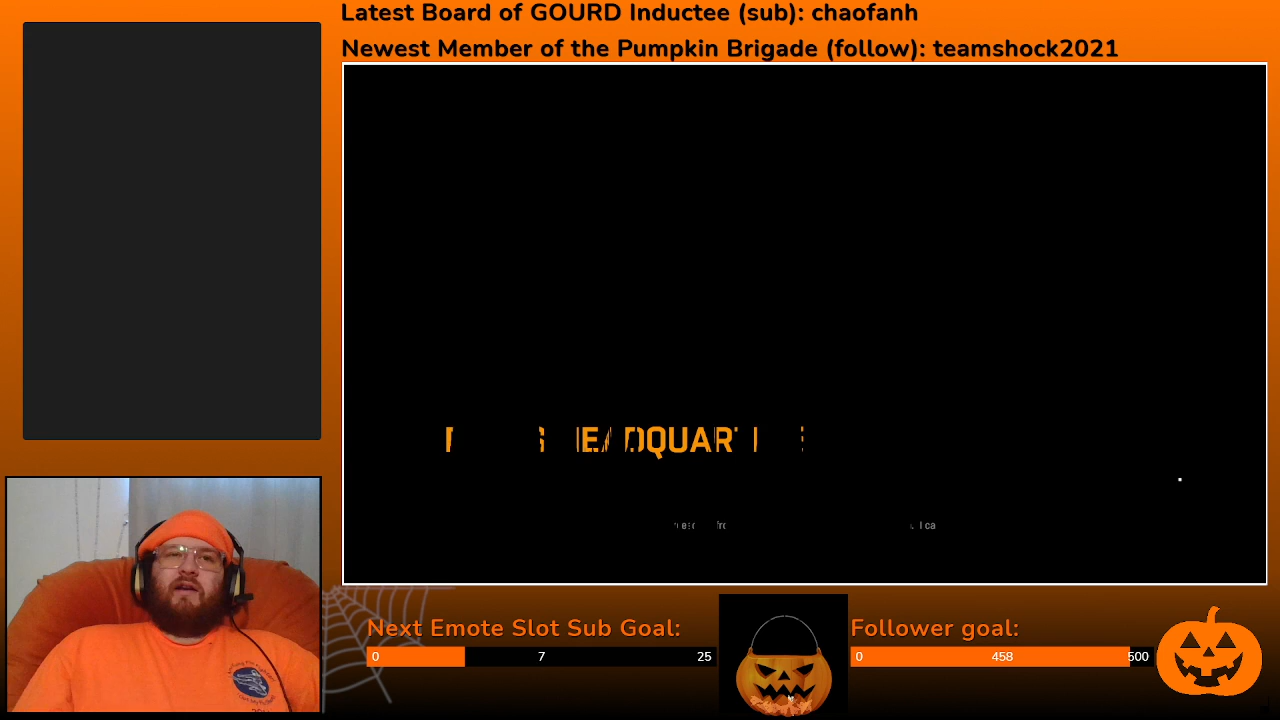 Latest Board of GOURD Inductee (sub): chaofanh
Newest Member of the Pumpkin Brigade (follow): teamshock2021
Next Emote Slot Sub Goal:
0 7 25
Follower goal:
0 458 500